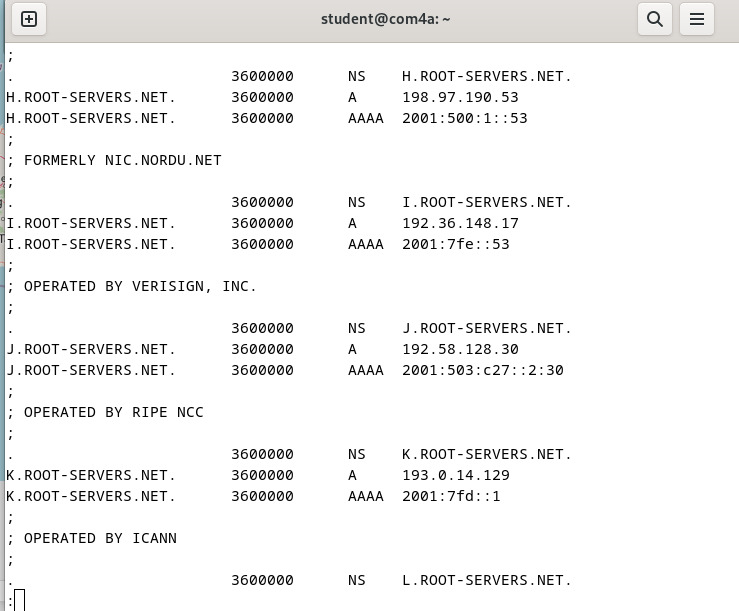 student@com4a: ~
;
. 3600000 NS H.ROOT-SERVERS.NET.
H.ROOT-SERVERS.NET. 3600000 A 198.97.190.53
H.ROOT-SERVERS.NET. 3600000 AAAA 2001:500:1::53
;
; FORMERLY NIC.NORDU.NET
;
. 3600000 NS I.ROOT-SERVERS.NET.
I.ROOT-SERVERS.NET. 3600000 A 192.36.148.17
I.ROOT-SERVERS.NET. 3600000 AAAA 2001:7fe::53
;
; OPERATED BY VERISIGN, INC.
;
. 3600000 NS J.ROOT-SERVERS.NET.
J.ROOT-SERVERS.NET. 3600000 A 192.58.128.30
J.ROOT-SERVERS.NET. 3600000 AAAA 2001:503:c27::2:30
;
; OPERATED BY RIPE NCC
;
. 3600000 NS K.ROOT-SERVERS.NET.
K.ROOT-SERVERS.NET. 3600000 A 193.0.14.129
K.ROOT-SERVERS.NET. 3600000 AAAA 2001:7fd::1
;
; OPERATED BY ICANN
;
. 3600000 NS L.ROOT-SERVERS.NET.
: